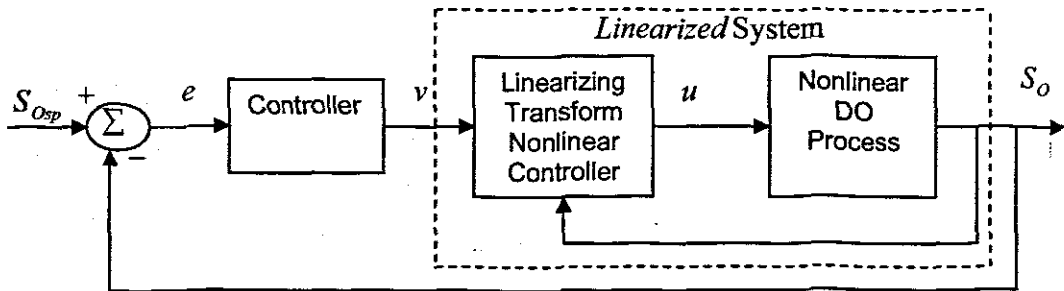 Linearized System
S_Osp
+
Σ
−
e
Controller
v
Linearizing
Transform
Nonlinear
Controller
u
Nonlinear
DO
Process
S_O